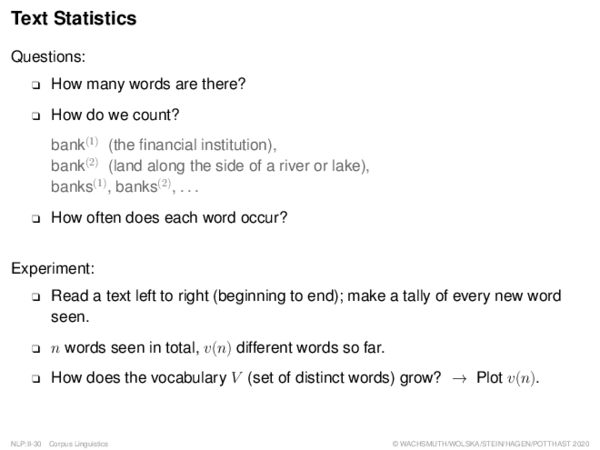 Text Statistics
Questions:
❑ How many words are there?
❑ How do we count?
bank⁽¹⁾ (the financial institution),
bank⁽²⁾ (land along the side of a river or lake),
banks⁽¹⁾, banks⁽²⁾, . . .
❑ How often does each word occur?
Experiment:
❑ Read a text left to right (beginning to end); make a tally of every new word
seen.
❑ n words seen in total, v(n) different words so far.
❑ How does the vocabulary V (set of distinct words) grow? → Plot v(n).
NLP:II-30 Corpus Linguistics © WACHSMUTH/WOLSKA/STEIN/HAGEN/POTTHAST 2020